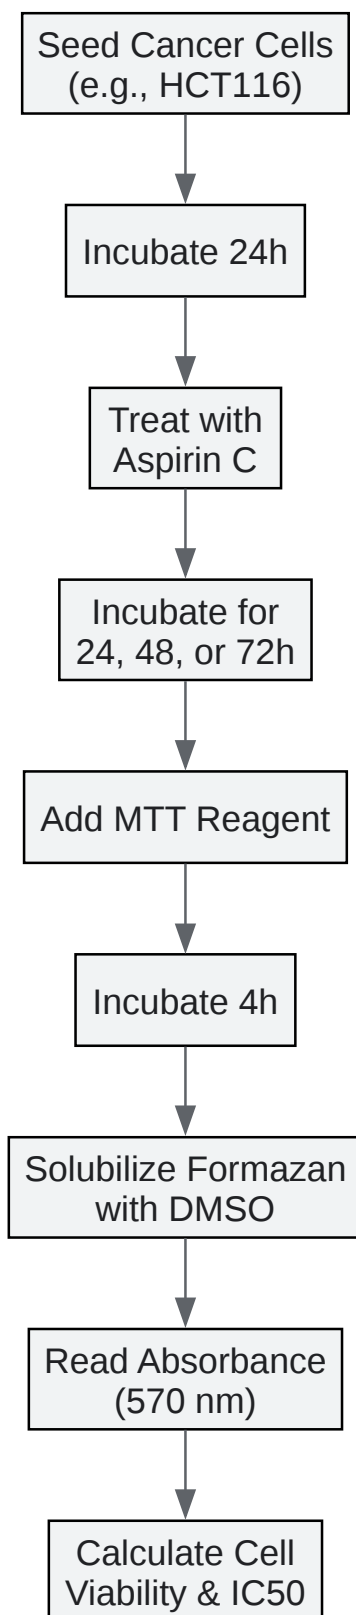 Seed Cancer Cells
(e.g., HCT116)
Incubate 24h
Treat with
Aspirin C
Incubate for
24, 48, or 72h
Add MTT Reagent
Incubate 4h
Solubilize Formazan
with DMSO
Read Absorbance
(570 nm)
Calculate Cell
Viability & IC50